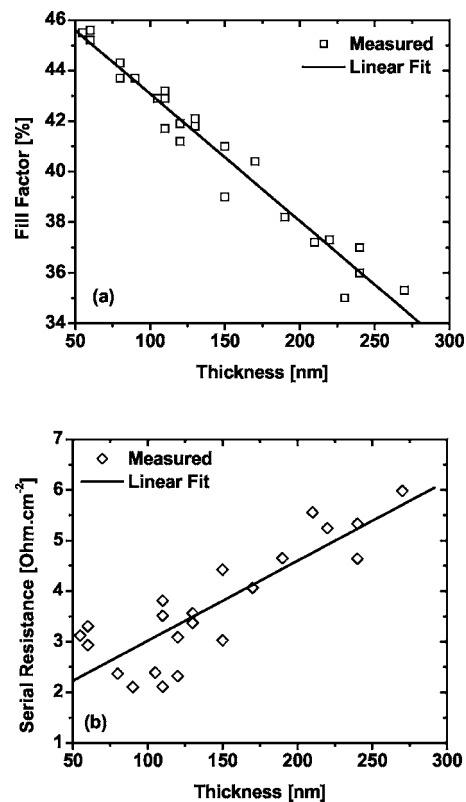 46
44
42
40
38
36
34
Fill Factor [%]
Measured
Linear Fit
(a)
50 100 150 200 250 300
Thickness [nm]
7
6
5
4
3
2
1
Serial Resistance [Ohm.cm-2]
Measured
Linear Fit
(b)
50 100 150 200 250 300
Thickness [nm]